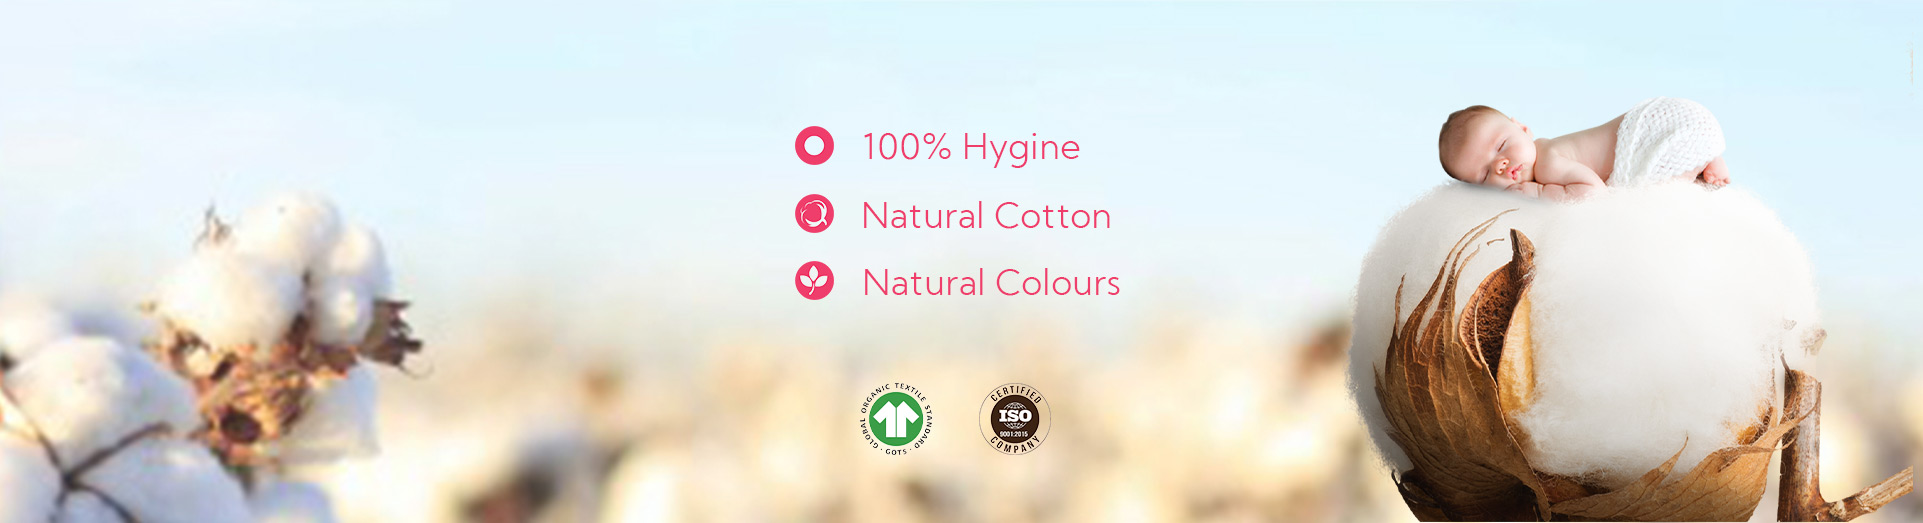 100% Hygine
Natural Cotton
Natural Colours
GLOBAL ORGANIC TEXTILE STANDARD · GOTS ·
CERTIFIED
ISO
9001:2015
COMPANY